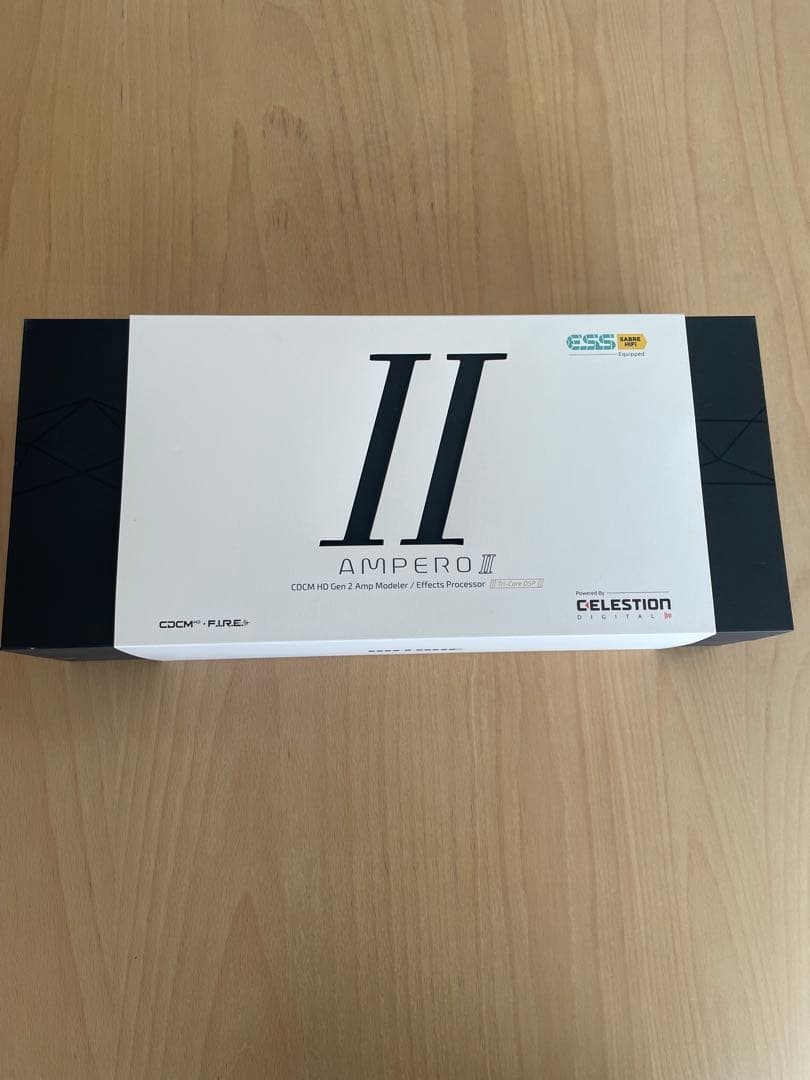 ESS SABRE HiFi
Equipped
II
AMPERO II
CDCM HD Gen 2 Amp Modeler / Effects Processor Tri-Core DSP
Powered By
CELESTION
DIGITAL
CDCM HD · F.I.R.E.